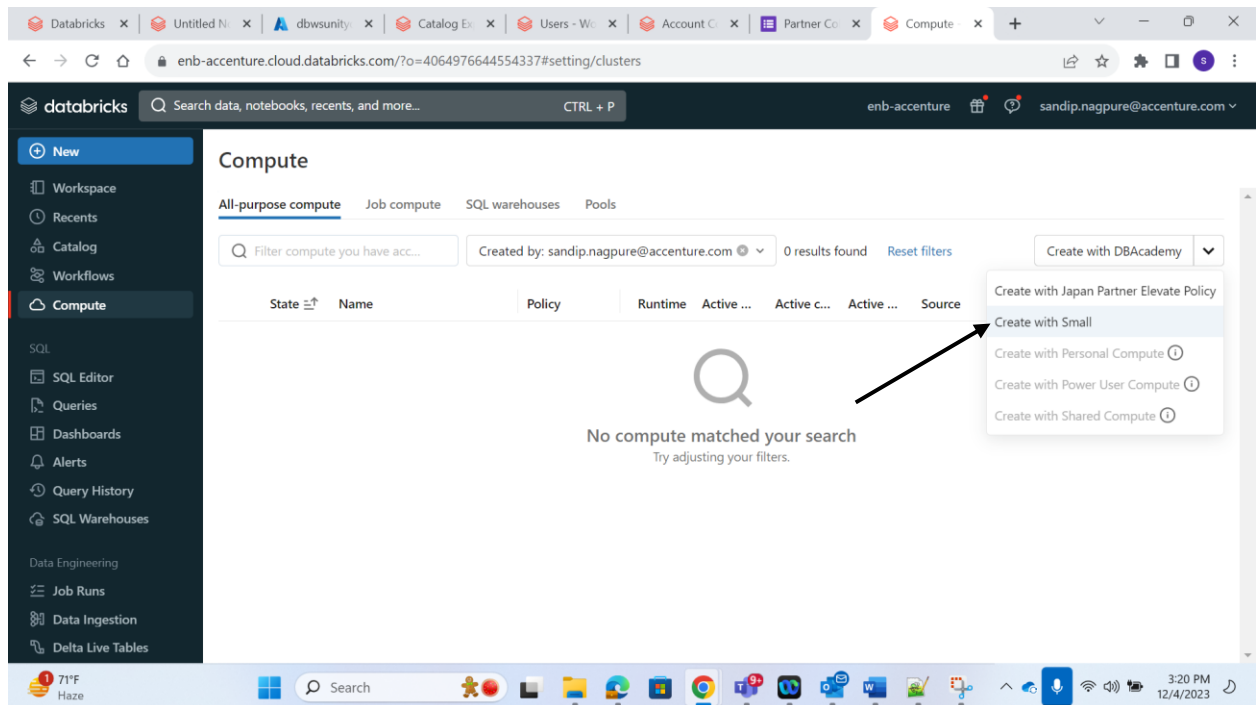 Databricks
Untitled N
dbwsunity
Catalog Ex
Users - Wo
Account C
Partner Co
Compute
enb-accenture.cloud.databricks.com/?o=4064976644554337#setting/clusters
S
databricks
Search data, notebooks, recents, and more...
CTRL + P
enb-accenture
sandip.nagpure@accenture.com
New
Workspace
Recents
Catalog
Workflows
Compute
SQL
SQL Editor
Queries
Dashboards
Alerts
Query History
SQL Warehouses
Data Engineering
Job Runs
Data Ingestion
Delta Live Tables
Compute
All-purpose compute Job compute SQL warehouses Pools
Filter compute you have acc...
Created by: sandip.nagpure@accenture.com
0 results found
Reset filters
Create with DBAcademy
State Name Policy Runtime Active ... Active c... Active ... Source
Create with Japan Partner Elevate Policy
Create with Small
Create with Personal Compute
Create with Power User Compute
Create with Shared Compute
No compute matched your search
Try adjusting your filters.
1
71°F
Haze
Search
9+
3:20 PM
12/4/2023